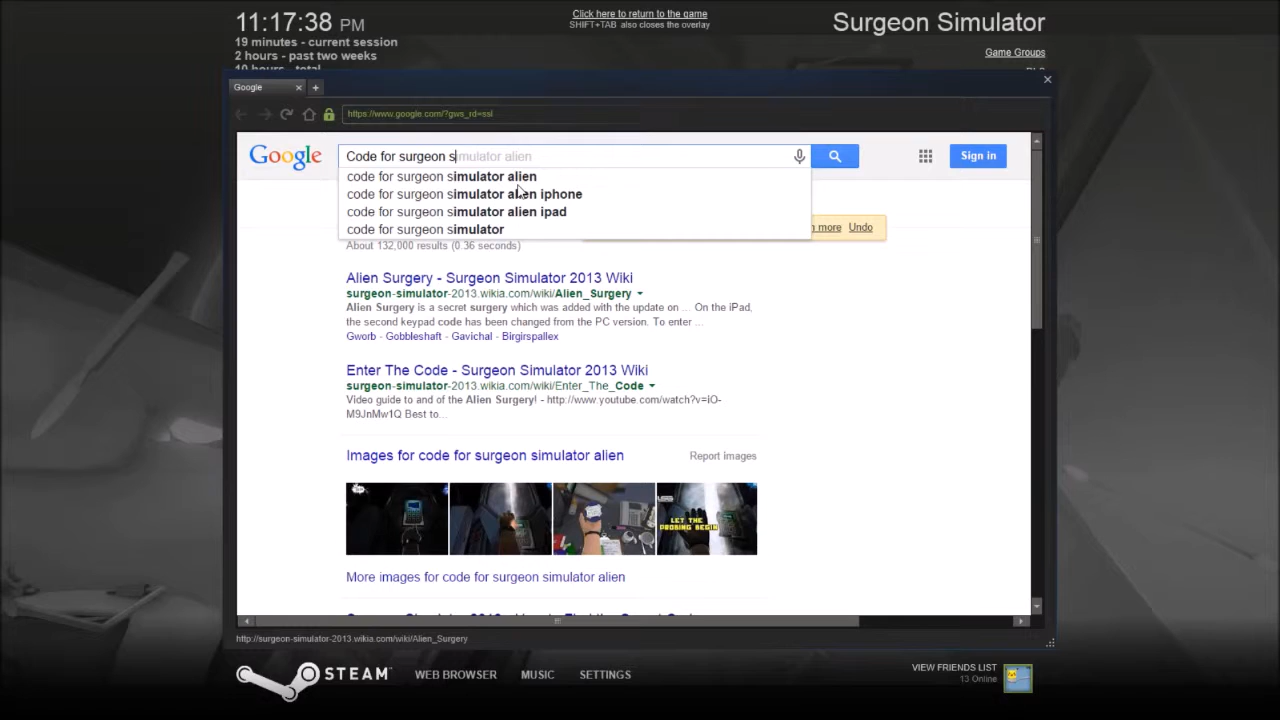 11:17:38 PM
19 minutes - current session
2 hours - past two weeks
Click here to return to the game
SHIFT+TAB also closes the overlay
Surgeon Simulator
Game Groups
Google
https://www.google.com/?gws_rd=ssl
Google
Code for surgeon simulator alien
Sign in
code for surgeon simulator alien
code for surgeon simulator alien iphone
code for surgeon simulator alien ipad
code for surgeon simulator
more Undo
About 132,000 results (0.36 seconds)
Alien Surgery - Surgeon Simulator 2013 Wiki
surgeon-simulator-2013.wikia.com/wiki/Alien_Surgery
Alien Surgery is a secret surgery which was added with the update on ... On the iPad,
the second keypad code has been changed from the PC version. To enter ...
Gworb - Gobbleshaft - Gavichal - Birgirspallex
Enter The Code - Surgeon Simulator 2013 Wiki
surgeon-simulator-2013.wikia.com/wiki/Enter_The_Code
Video guide to and of the Alien Surgery! - http://www.youtube.com/watch?v=iO-
M9JnMw1Q Best to...
Images for code for surgeon simulator alien
Report images
LET THE
PROBING BEGIN
More images for code for surgeon simulator alien
http://surgeon-simulator-2013.wikia.com/wiki/Alien_Surgery
STEAM
WEB BROWSER
MUSIC
SETTINGS
VIEW FRIENDS LIST
13 Online